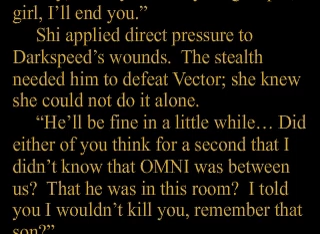 girl, I’ll end you.”
Shi applied direct pressure to
Darkspeed’s wounds.  The stealth
needed him to defeat Vector; she knew
she could not do it alone.
“He’ll be fine in a little while… Did
either of you think for a second that I
didn’t know that OMNI was between
us?  That he was in this room?  I told
you I wouldn’t kill you, remember that
son?”